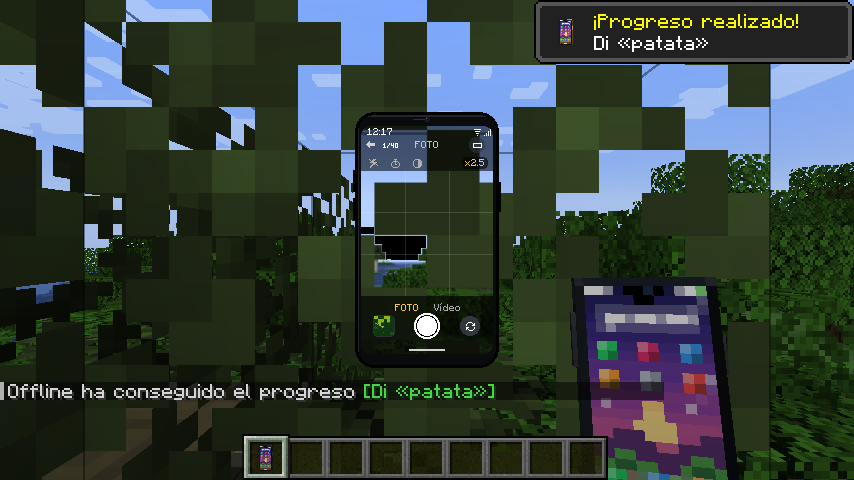 ¡Progreso realizado!
Di «patata»
12:17
1/40 FOTO
x2.5
FOTO Vídeo
Offline ha conseguido el progreso [Di «patata»]